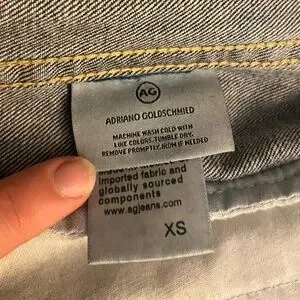 AG
ADRIANO GOLDSCHMIED
MACHINE WASH COLD WITH
LIKE COLORS. TUMBLE DRY.
REMOVE PROMPTLY. IRON IF NEEDED
imported fabric and
globally sourced
components
www.agjeans.com
XS